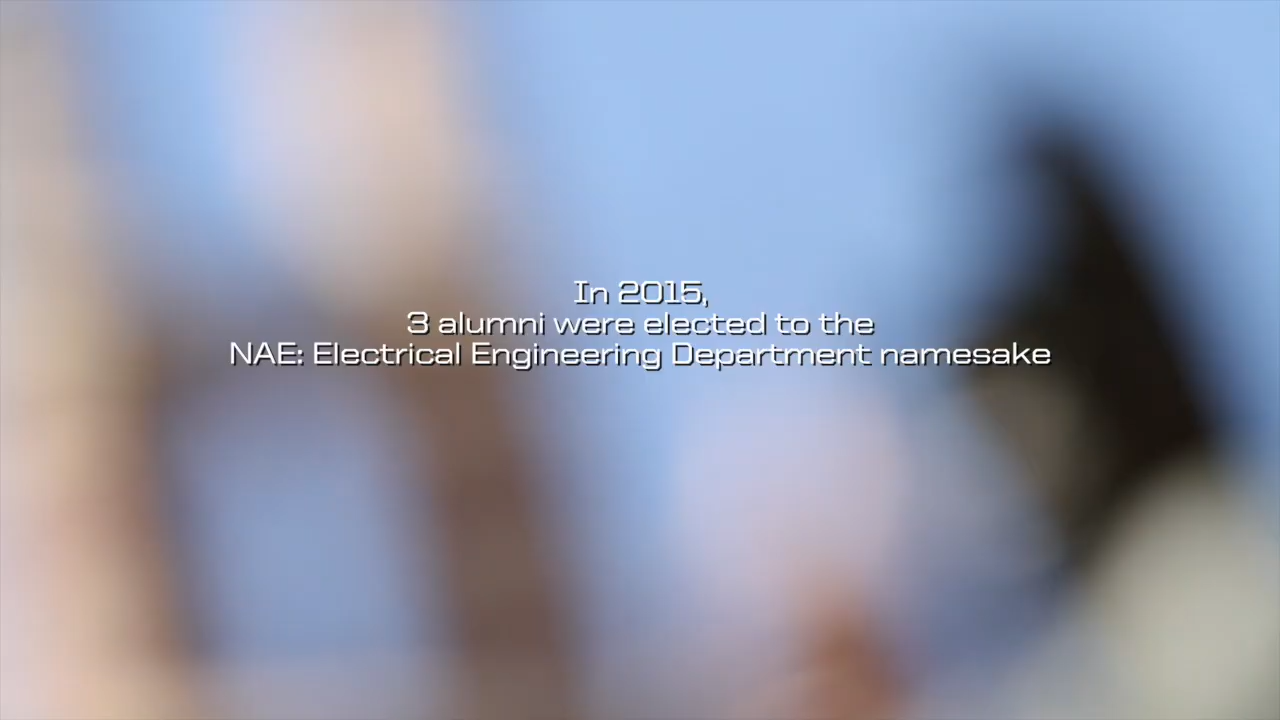 In 2015,
3 alumni were elected to the
NAE: Electrical Engineering Department namesake